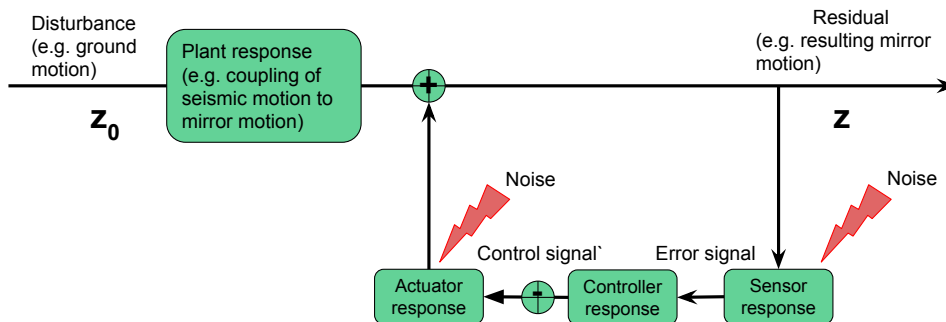 Disturbance
(e.g. ground
motion)
Plant response
(e.g. coupling of
seismic motion to
mirror motion)
+
Residual
(e.g. resulting mirror
motion)
z₀
z
Noise
Noise
Control signal`
Error signal
Actuator
response
-
Controller
response
Sensor
response